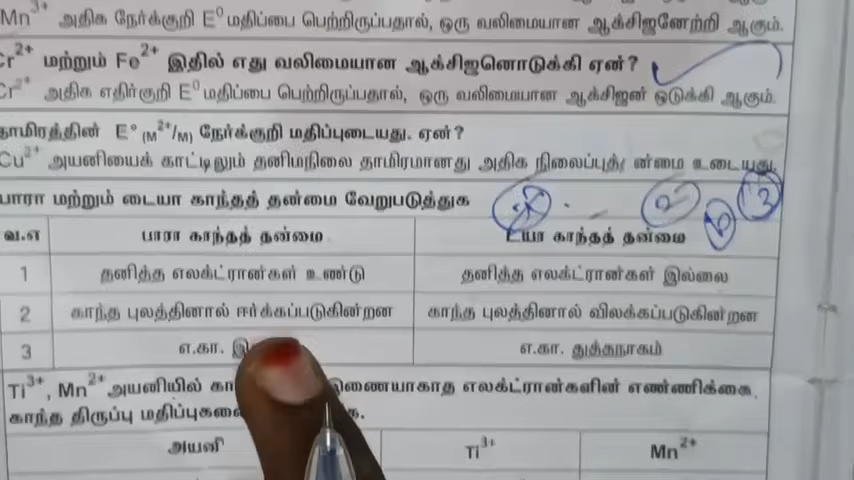 Mn³⁺ அதிக நேர்க்குறி E⁰ மதிப்பை பெற்றிருப்பதால், ஒரு வலிமையான ஆக்சிஜனேற்றி ஆகும்.
Cr²⁺ மற்றும் Fe²⁺ இதில் எது வலிமையான ஆக்சிஜனொடுக்கி ஏன்?
Cr²⁺ அதிக எதிர்குறி E⁰ மதிப்பை பெற்றிருப்பதால், ஒரு வலிமையான ஆக்சிஜன் ஒடுக்கி ஆகும்.
தாமிரத்தின் E° (M²⁺/M) நேர்க்குறி மதிப்புடையது. ஏன்?
Cu²⁺ அயனியைக் காட்டிலும் தனிமநிலை தாமிரமானது அதிக உடையது.
பாரா மற்றும் டையா காந்தத் தன்மை வேறுபடுத்துக
2 6 13
வ.எ பாரா காந்தத் தன்மை டயா காந்தத் தன்மை
1 தனித்த எலக்ட்ரான்கள் உண்டு தனித்த எலக்ட்ரான்கள் இல்லை
2 காந்த புலத்தினால் ஈர்க்கப்படுகின்றன காந்த புலத்தினால் விலக்கப்படுகின்றன
3 எ.கா. எ.கா. துத்தநாகம்
Ti³⁺, Mn²⁺ அயனியில் இணையாகாத எலக்ட்ரான்களின் எண்ணிக்கை,
காந்த திருப்பு
அயனி Ti³⁺ Mn²⁺